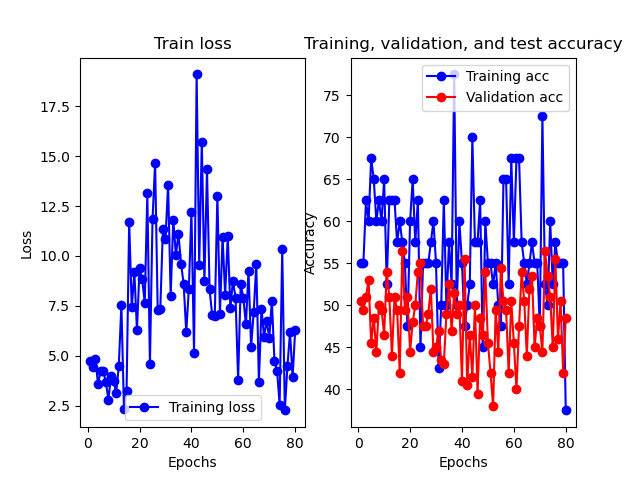 Train loss
Training, validation, and test accuracy
Loss
17.5
15.0
12.5
10.0
7.5
5.0
2.5
Training loss
0
20
40
60
80
Epochs
Accuracy
75
70
65
60
55
50
45
40
Training acc
Validation acc
0
20
40
60
80
Epochs